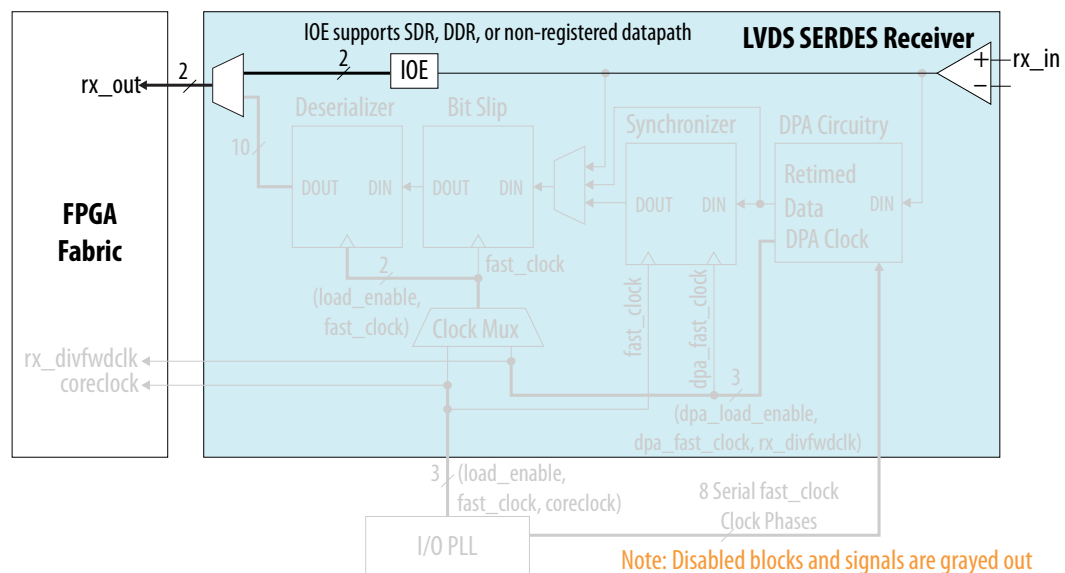 IOE supports SDR, DDR, or non-registered datapath
LVDS SERDES Receiver
rx_in
+
−
2
IOE
2
rx_out
Deserializer
Bit Slip
Synchronizer
DPA Circuitry
10
DOUT
DIN
DOUT
DIN
DOUT
DIN
Retimed
Data
DIN
DPA Clock
FPGA
Fabric
2
fast_clock
(load_enable,
fast_clock)
Clock Mux
fast_clock
dpa_fast_clock
3
rx_divfwdclk
coreclock
(dpa_load_enable,
dpa_fast_clock, rx_divfwdclk)
3
(load_enable,
fast_clock, coreclock)
8 Serial fast_clock
Clock Phases
I/O PLL
Note: Disabled blocks and signals are grayed out